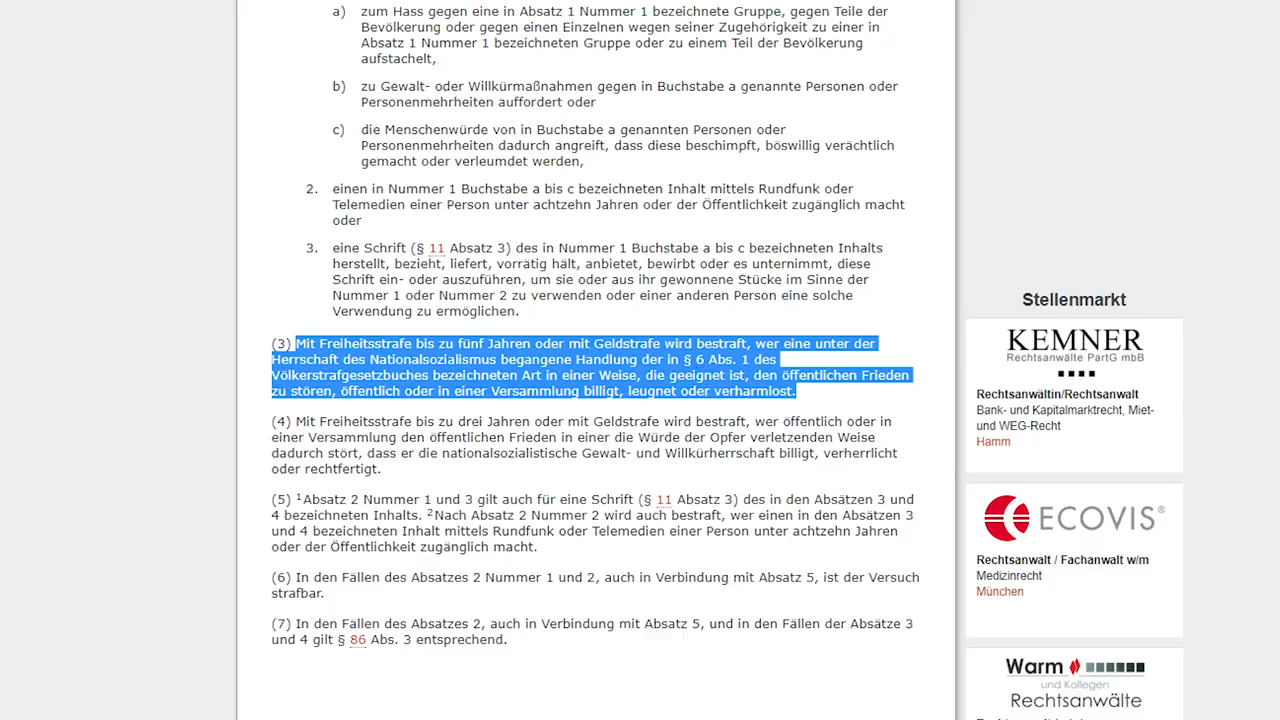 a) zum Hass gegen eine in Absatz 1 Nummer 1 bezeichnete Gruppe, gegen Teile der
Bevölkerung oder gegen einen Einzelnen wegen seiner Zugehörigkeit zu einer in
Absatz 1 Nummer 1 bezeichneten Gruppe oder zu einem Teil der Bevölkerung
aufstachelt,
b) zu Gewalt- oder Willkürmaßnahmen gegen in Buchstabe a genannte Personen oder
Personenmehrheiten auffordert oder
c) die Menschenwürde von in Buchstabe a genannten Personen oder
Personenmehrheiten dadurch angreift, dass diese beschimpft, böswillig verächtlich
gemacht oder verleumdet werden,
2. einen in Nummer 1 Buchstabe a bis c bezeichneten Inhalt mittels Rundfunk oder
Telemedien einer Person unter achtzehn Jahren oder der Öffentlichkeit zugänglich macht
oder
3. eine Schrift (§ 11 Absatz 3) des in Nummer 1 Buchstabe a bis c bezeichneten Inhalts
herstellt, bezieht, liefert, vorrätig hält, anbietet, bewirbt oder es unternimmt, diese
Schrift ein- oder auszuführen, um sie oder aus ihr gewonnene Stücke im Sinne der
Nummer 1 oder Nummer 2 zu verwenden oder einer anderen Person eine solche
Verwendung zu ermöglichen.
(3) Mit Freiheitsstrafe bis zu fünf Jahren oder mit Geldstrafe wird bestraft, wer eine unter der
Herrschaft des Nationalsozialismus begangene Handlung der in § 6 Abs. 1 des
Völkerstrafgesetzbuches bezeichneten Art in einer Weise, die geeignet ist, den öffentlichen Frieden
zu stören, öffentlich oder in einer Versammlung billigt, leugnet oder verharmlost.
(4) Mit Freiheitsstrafe bis zu drei Jahren oder mit Geldstrafe wird bestraft, wer öffentlich oder in
einer Versammlung den öffentlichen Frieden in einer die Würde der Opfer verletzenden Weise
dadurch stört, dass er die nationalsozialistische Gewalt- und Willkürherrschaft billigt, verherrlicht
oder rechtfertigt.
(5) ¹Absatz 2 Nummer 1 und 3 gilt auch für eine Schrift (§ 11 Absatz 3) des in den Absätzen 3 und
4 bezeichneten Inhalts. ²Nach Absatz 2 Nummer 2 wird auch bestraft, wer einen in den Absätzen 3
und 4 bezeichneten Inhalt mittels Rundfunk oder Telemedien einer Person unter achtzehn Jahren
oder der Öffentlichkeit zugänglich macht.
(6) In den Fällen des Absatzes 2 Nummer 1 und 2, auch in Verbindung mit Absatz 5, ist der Versuch
strafbar.
(7) In den Fällen des Absatzes 2, auch in Verbindung mit Absatz 5, und in den Fällen der Absätze 3
und 4 gilt § 86 Abs. 3 entsprechend.
Stellenmarkt
KEMNER
Rechtsanwälte PartG mbB
Rechtsanwältin/Rechtsanwalt
Bank- und Kapitalmarktrecht, Miet-
und WEG-Recht
Hamm
ECOVIS®
Rechtsanwalt / Fachanwalt w/m
Medizinrecht
München
Warm
und Kollegen
Rechtsanwälte